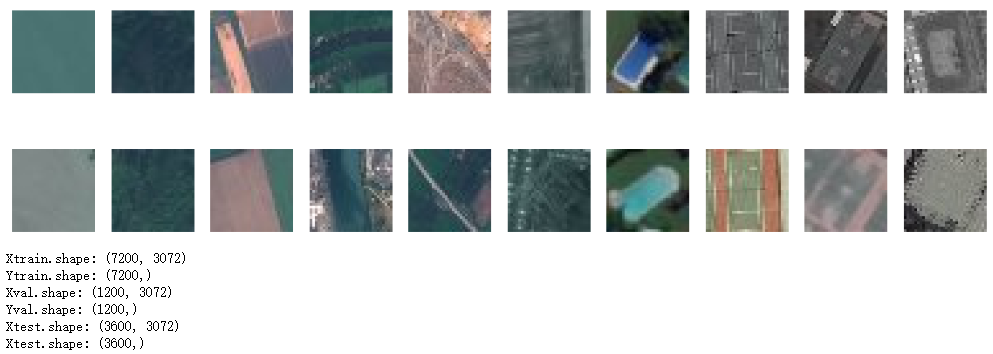 Xtrain.shape: (7200, 3072)
Ytrain.shape: (7200,)
Xval.shape: (1200, 3072)
Yval.shape: (1200,)
Xtest.shape: (3600, 3072)
Xtest.shape: (3600,)